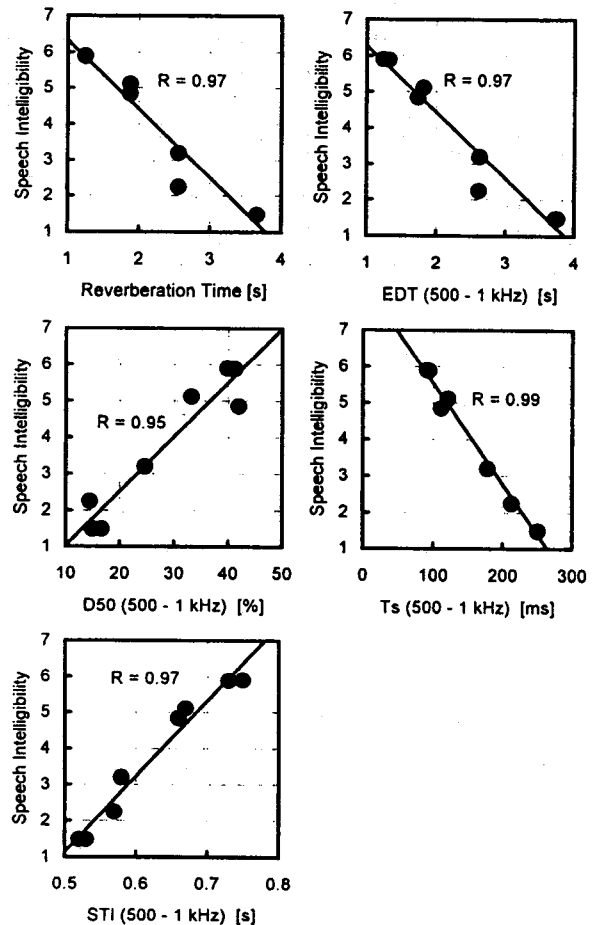 7
6
5
4
3
2
1
Speech Intelligibility
R = 0.97
1 2 3 4
Reverberation Time [s]
7
6
5
4
3
2
1
Speech Intelligibility
R = 0.97
1 2 3 4
EDT (500 - 1 kHz) [s]
7
6
5
4
3
2
1
Speech Intelligibility
R = 0.95
10 20 30 40 50
D50 (500 - 1 kHz) [%]
7
6
5
4
3
2
1
Speech Intelligibility
R = 0.99
0 100 200 300
Ts (500 - 1 kHz) [ms]
7
6
5
4
3
2
1
Speech Intelligibility
R = 0.97
0.5 0.6 0.7 0.8
STI (500 - 1 kHz) [s]